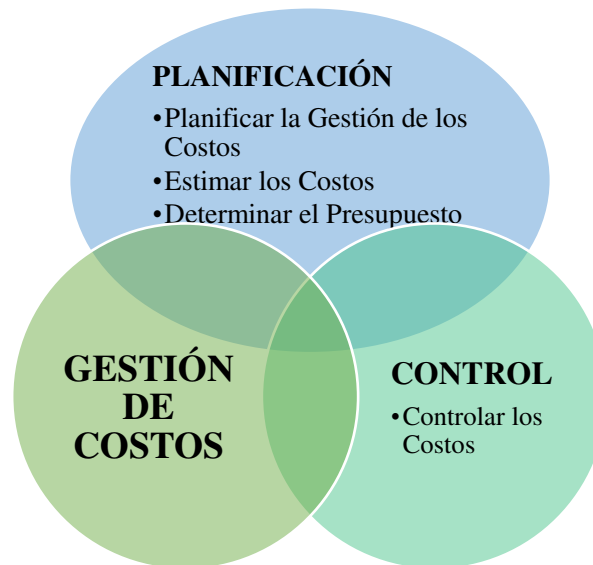 PLANIFICACIÓN
•Planificar la Gestión de los
Costos
•Estimar los Costos
•Determinar el Presupuesto
GESTIÓN
DE
COSTOS
CONTROL
•Controlar los
Costos